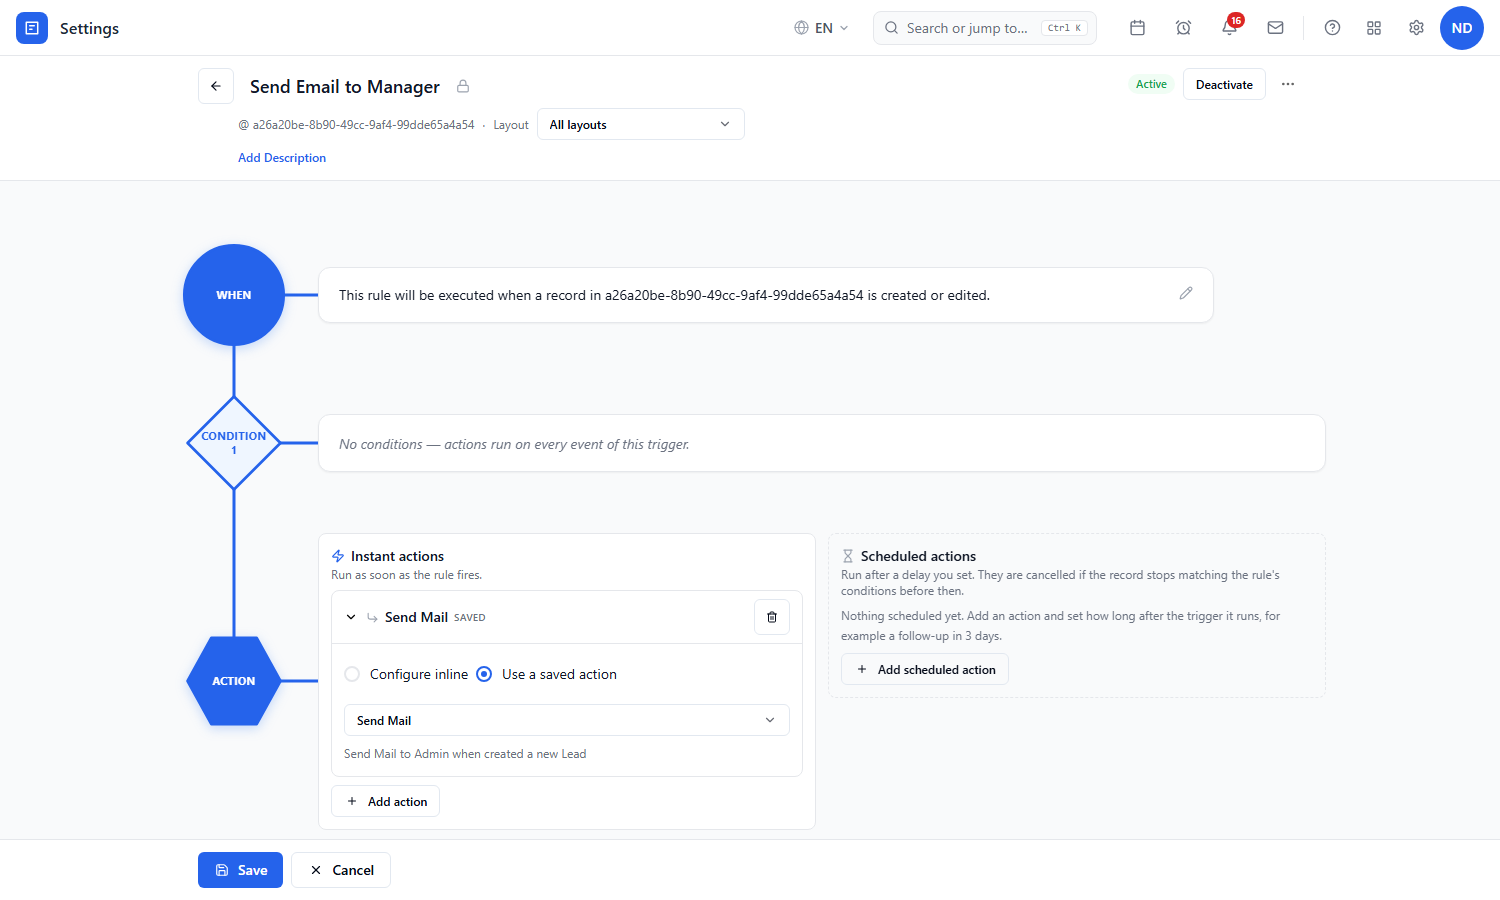 Settings
EN
Search or jump to...
Ctrl K
16
ND
Send Email to Manager
Active
Deactivate
@ a26a20be-8b90-49cc-9af4-99dde65a4a54 · Layout
All layouts
Add Description
WHEN
This rule will be executed when a record in a26a20be-8b90-49cc-9af4-99dde65a4a54 is created or edited.
CONDITION
1
No conditions — actions run on every event of this trigger.
ACTION
Instant actions
Run as soon as the rule fires.
Send Mail SAVED
Configure inline
Use a saved action
Send Mail
Send Mail to Admin when created a new Lead
Add action
Scheduled actions
Run after a delay you set. They are cancelled if the record stops matching the rule's
conditions before then.
Nothing scheduled yet. Add an action and set how long after the trigger it runs, for
example a follow-up in 3 days.
Add scheduled action
Save
Cancel